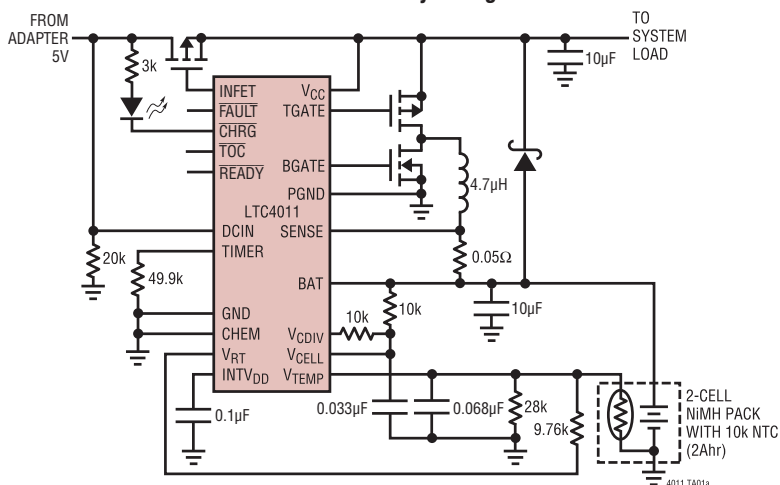 FROM
ADAPTER
5V
TO
SYSTEM
LOAD
10µF
3k
INFET
FAULT
CHRG
TOC
READY
DCIN
TIMER
GND
CHEM
VRT
INTVDD
LTC4011
VCC
TGATE
BGATE
PGND
SENSE
BAT
VCDIV
VCELL
VTEMP
4.7µH
0.05Ω
20k
49.9k
10k
10k
10µF
0.1µF
0.033µF
0.068µF
28k
9.76k
2-CELL
NiMH PACK
WITH 10k NTC
(2Ahr)
4011 TA01a